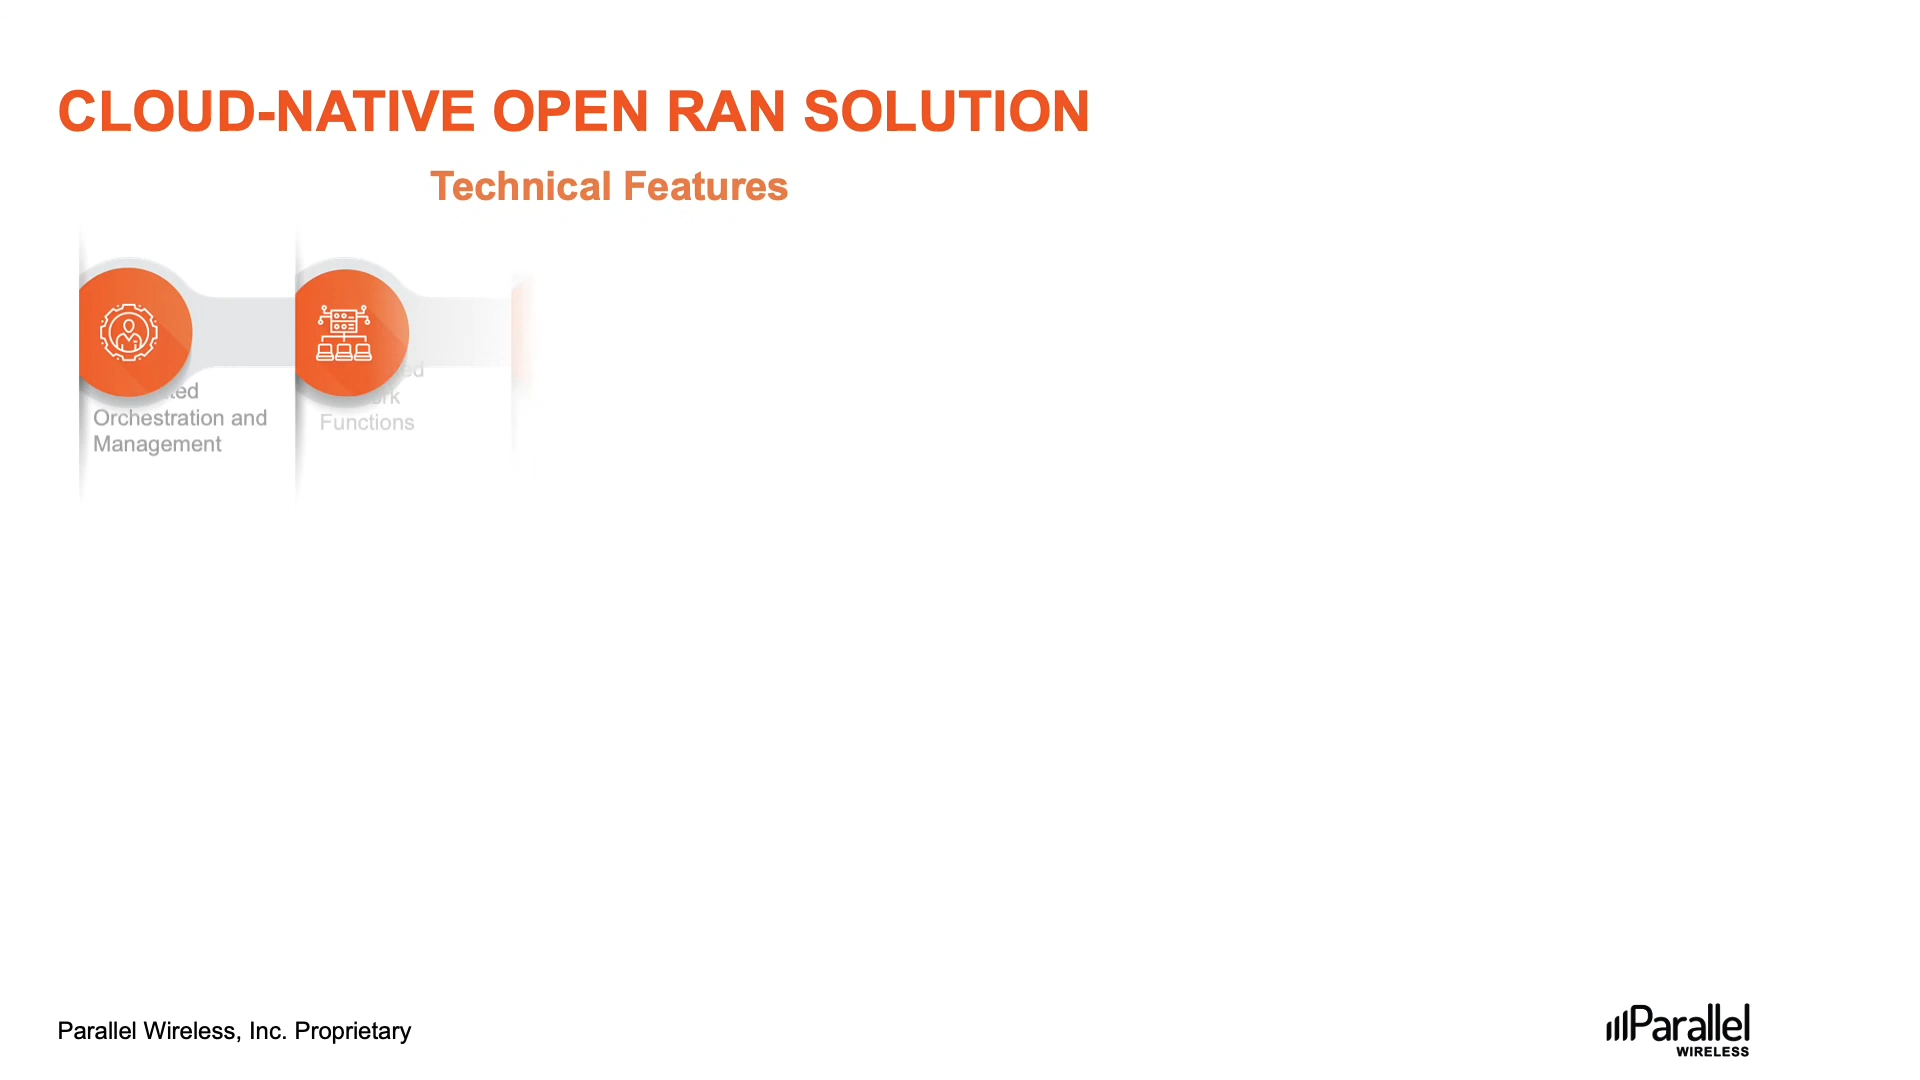 CLOUD-NATIVE OPEN RAN SOLUTION
Technical Features
Orchestration and
Management
Functions
Parallel Wireless, Inc. Proprietary
Parallel
WIRELESS